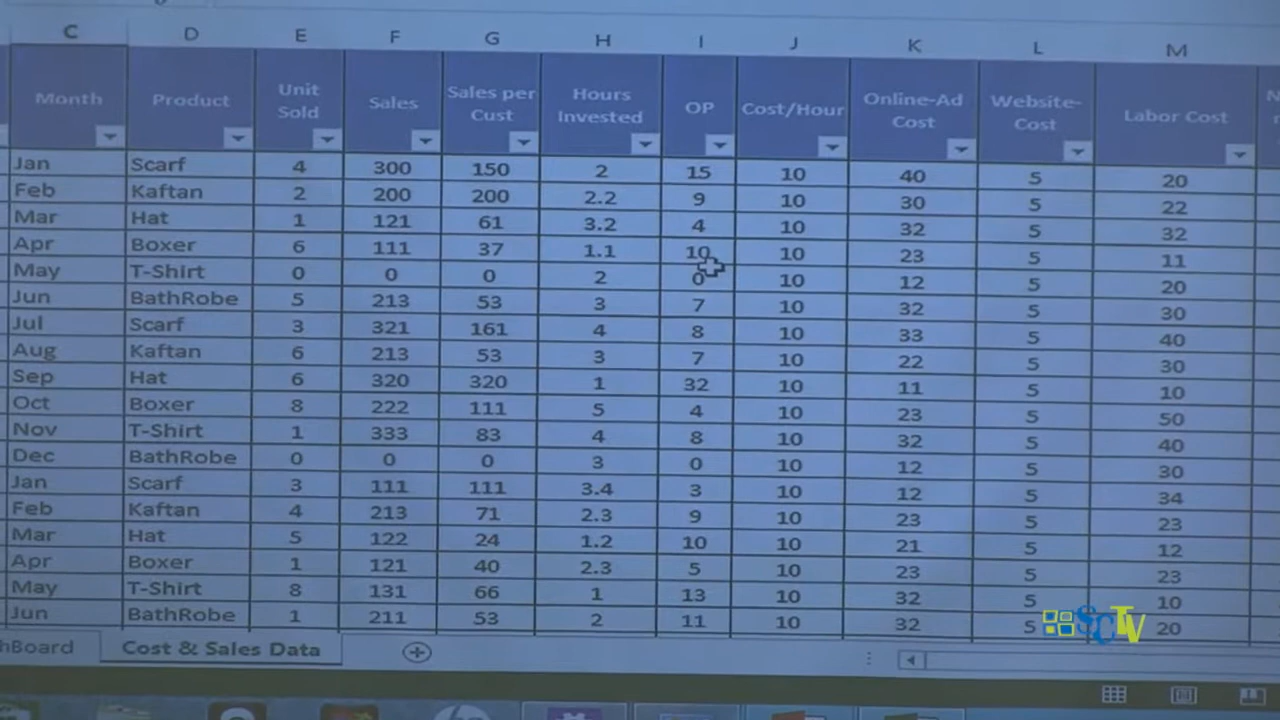 C D E F G H I J K L M
Month Product Unit Sold Sales Sales per Cust Hours Invested OP Cost/Hour Online-Ad Cost Website-Cost Labor Cost
Jan Scarf 4 300 150 2 15 10 40 5 20
Feb Kaftan 2 200 200 2.2 9 10 30 5 22
Mar Hat 1 121 61 3.2 4 10 32 5 32
Apr Boxer 6 111 37 1.1 10 10 23 5 11
May T-Shirt 0 0 0 2 0 10 12 5 20
Jun BathRobe 5 213 53 3 7 10 32 5 30
Jul Scarf 3 321 161 4 8 10 33 5 40
Aug Kaftan 6 213 53 3 7 10 22 5 30
Sep Hat 6 320 320 1 32 10 11 5 10
Oct Boxer 8 222 111 5 4 10 23 5 50
Nov T-Shirt 1 333 83 4 8 10 32 5 40
Dec BathRobe 0 0 0 3 0 10 12 5 30
Jan Scarf 3 111 111 3.4 3 10 12 5 34
Feb Kaftan 4 213 71 2.3 9 10 23 5 23
Mar Hat 5 122 24 1.2 10 10 21 5 12
Apr Boxer 1 121 40 2.3 5 10 23 5 23
May T-Shirt 8 131 66 1 13 10 32 5 10
Jun BathRobe 1 211 53 2 11 10 32 5 20
hBoard Cost & Sales Data
SCTV
hp